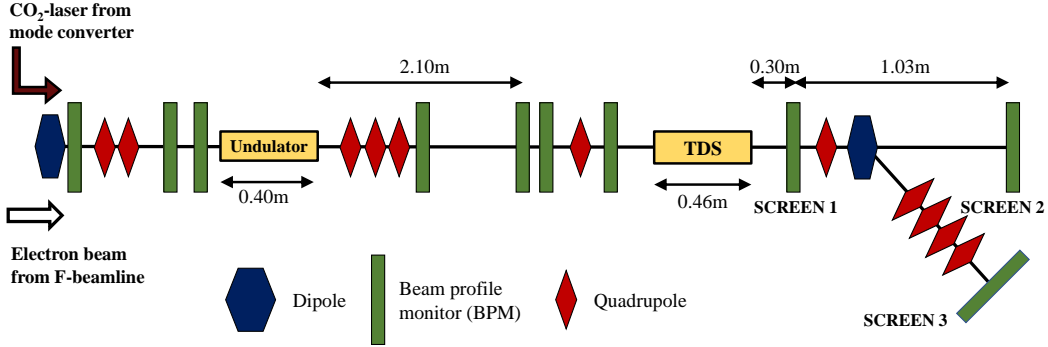 CO₂-laser from
mode converter
2.10m
0.30m
1.03m
Undulator
TDS
0.40m
0.46m
SCREEN 1
SCREEN 2
Electron beam
from F-beamline
Dipole
Beam profile
monitor (BPM)
Quadrupole
SCREEN 3